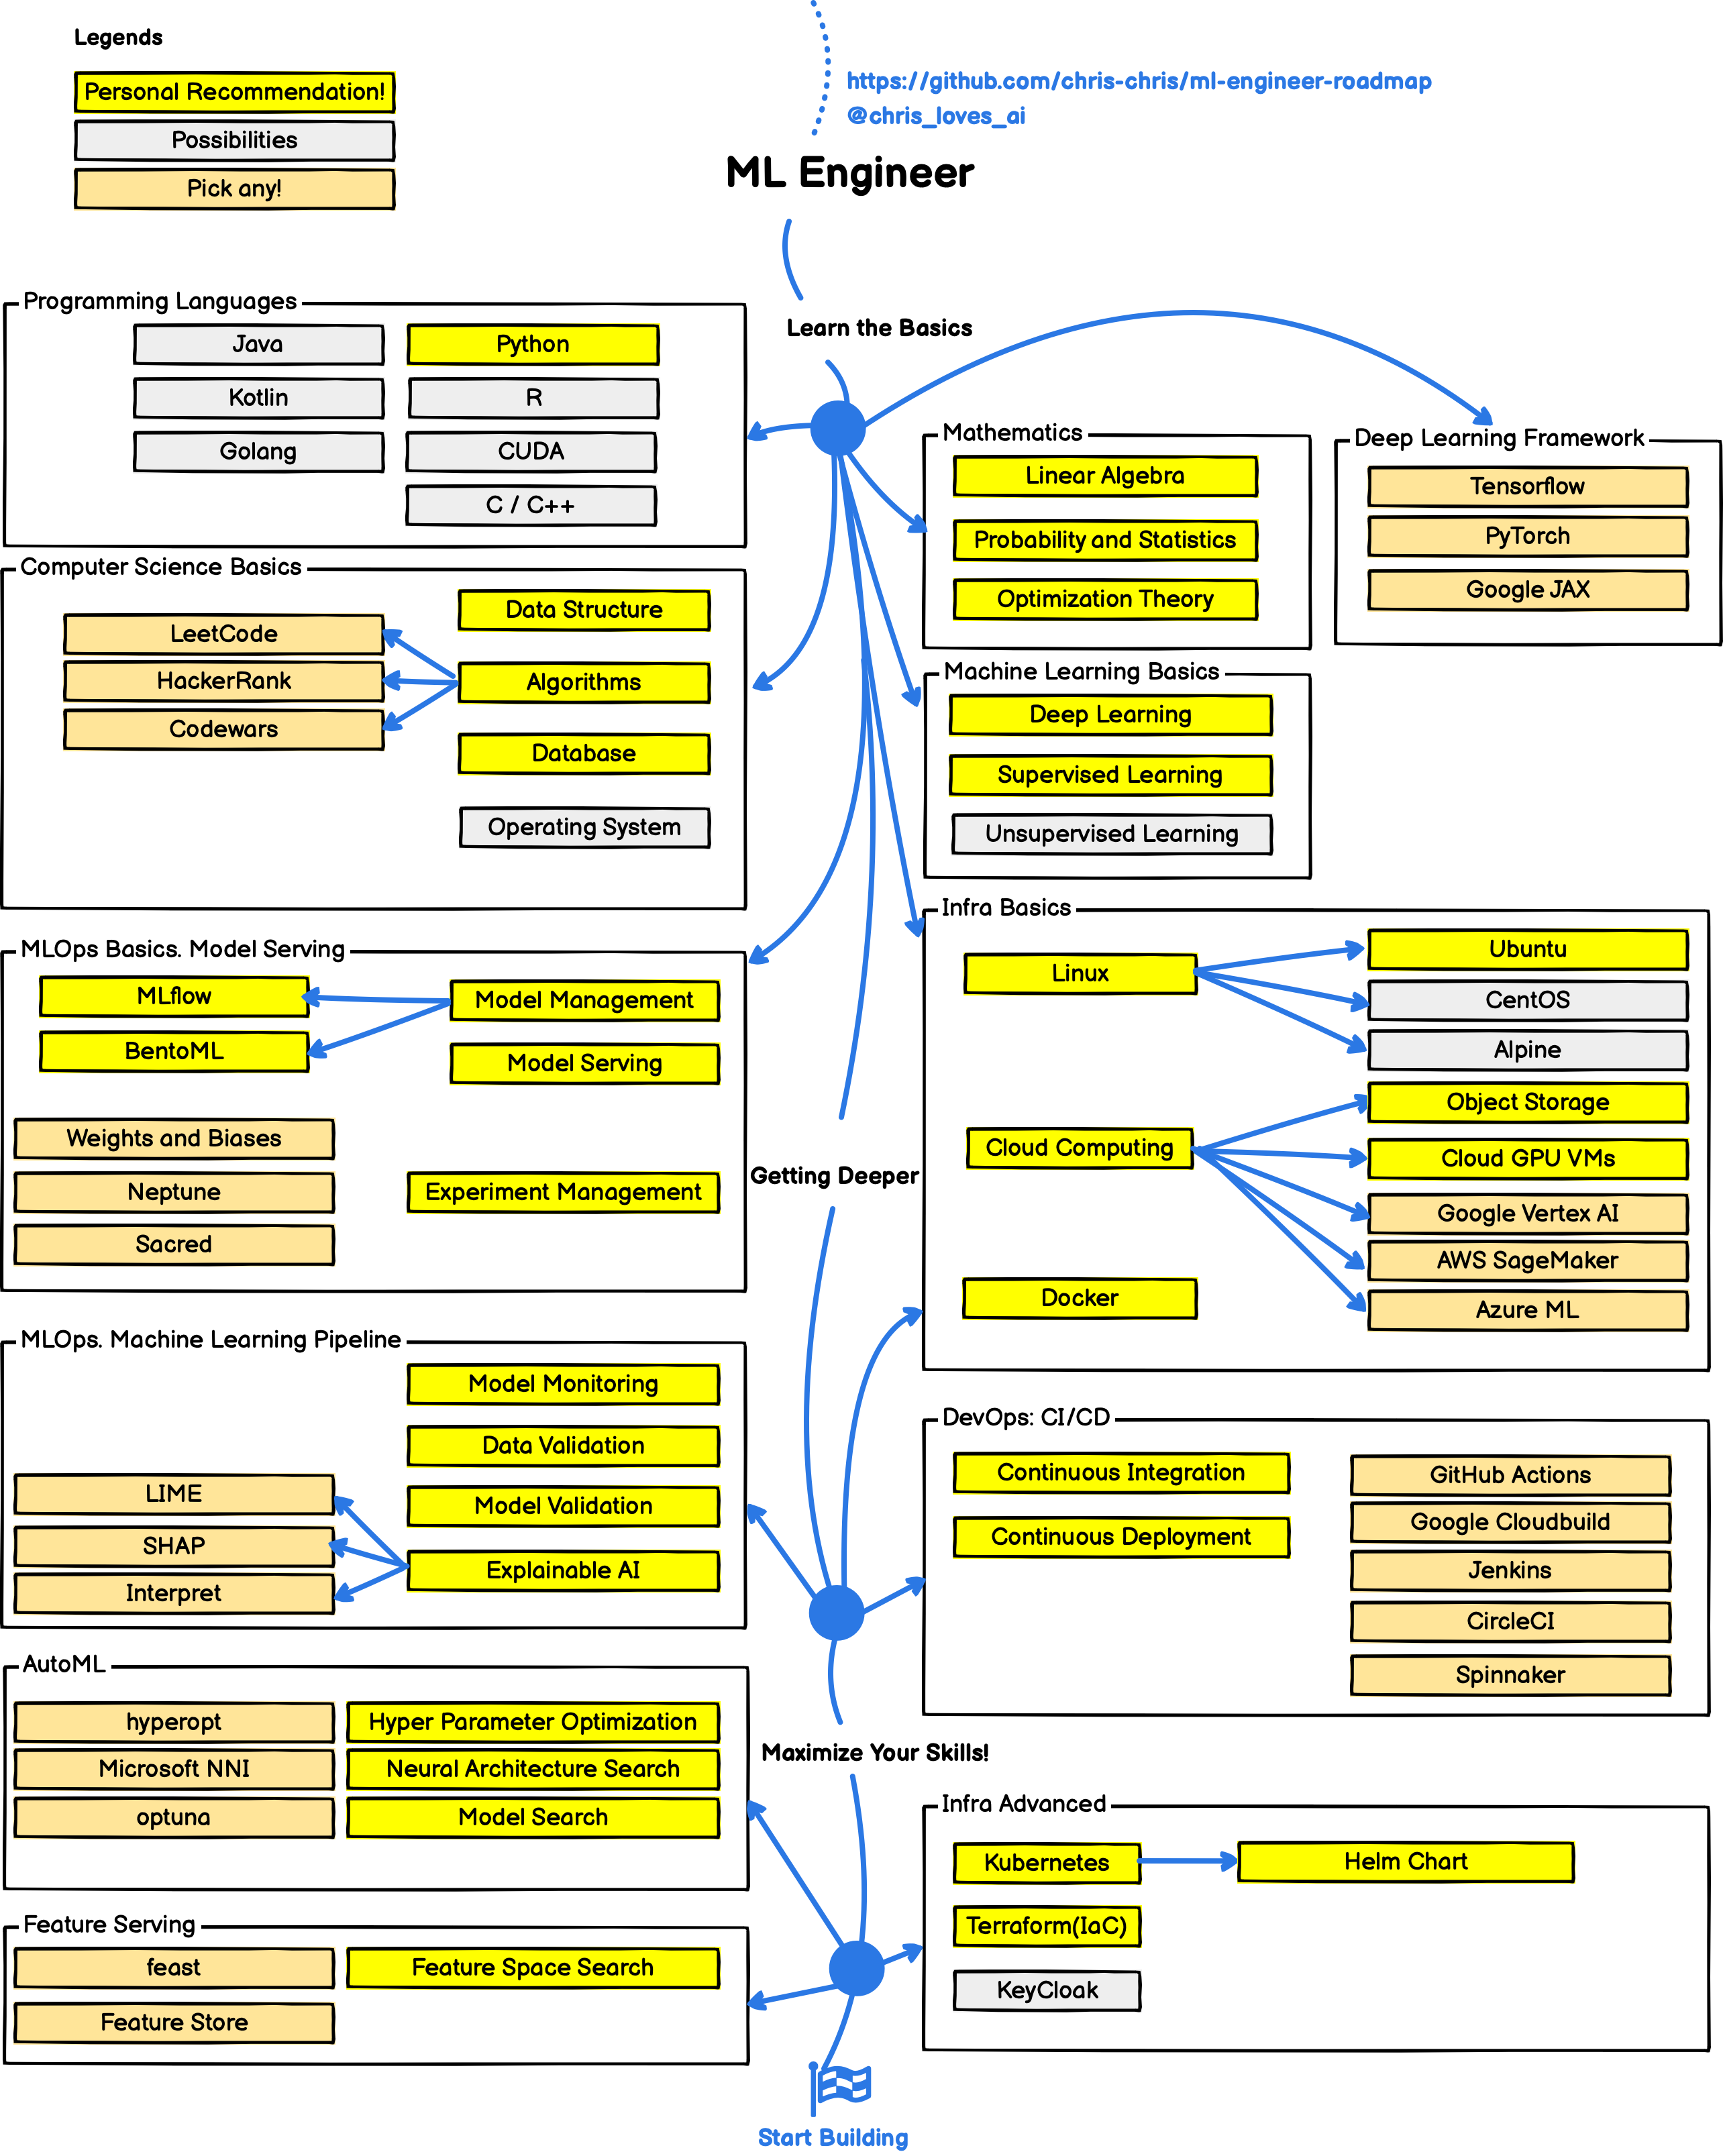 Legends
Personal Recommendation!
Possibilities
Pick any!
https://github.com/chris-chris/ml-engineer-roadmap
@chris_loves_ai
ML Engineer
Learn the Basics
Programming Languages
Java
Python
Kotlin
R
Golang
CUDA
C / C++
Mathematics
Linear Algebra
Probability and Statistics
Optimization Theory
Deep Learning Framework
Tensorflow
PyTorch
Google JAX
Computer Science Basics
Data Structure
LeetCode
HackerRank
Algorithms
Codewars
Database
Operating System
Machine Learning Basics
Deep Learning
Supervised Learning
Unsupervised Learning
MLOps Basics. Model Serving
MLflow
Model Management
BentoML
Model Serving
Weights and Biases
Neptune
Experiment Management
Sacred
Infra Basics
Linux
Ubuntu
CentOS
Alpine
Object Storage
Cloud Computing
Cloud GPU VMs
Google Vertex AI
AWS SageMaker
Docker
Azure ML
Getting Deeper
MLOps. Machine Learning Pipeline
Model Monitoring
Data Validation
LIME
Model Validation
SHAP
Explainable AI
Interpret
DevOps: CI/CD
Continuous Integration
GitHub Actions
Google Cloudbuild
Continuous Deployment
Jenkins
CircleCI
Spinnaker
AutoML
hyperopt
Hyper Parameter Optimization
Microsoft NNI
Neural Architecture Search
optuna
Model Search
Maximize Your Skills!
Infra Advanced
Kubernetes
Helm Chart
Terraform(IaC)
KeyCloak
Feature Serving
feast
Feature Space Search
Feature Store
Start Building